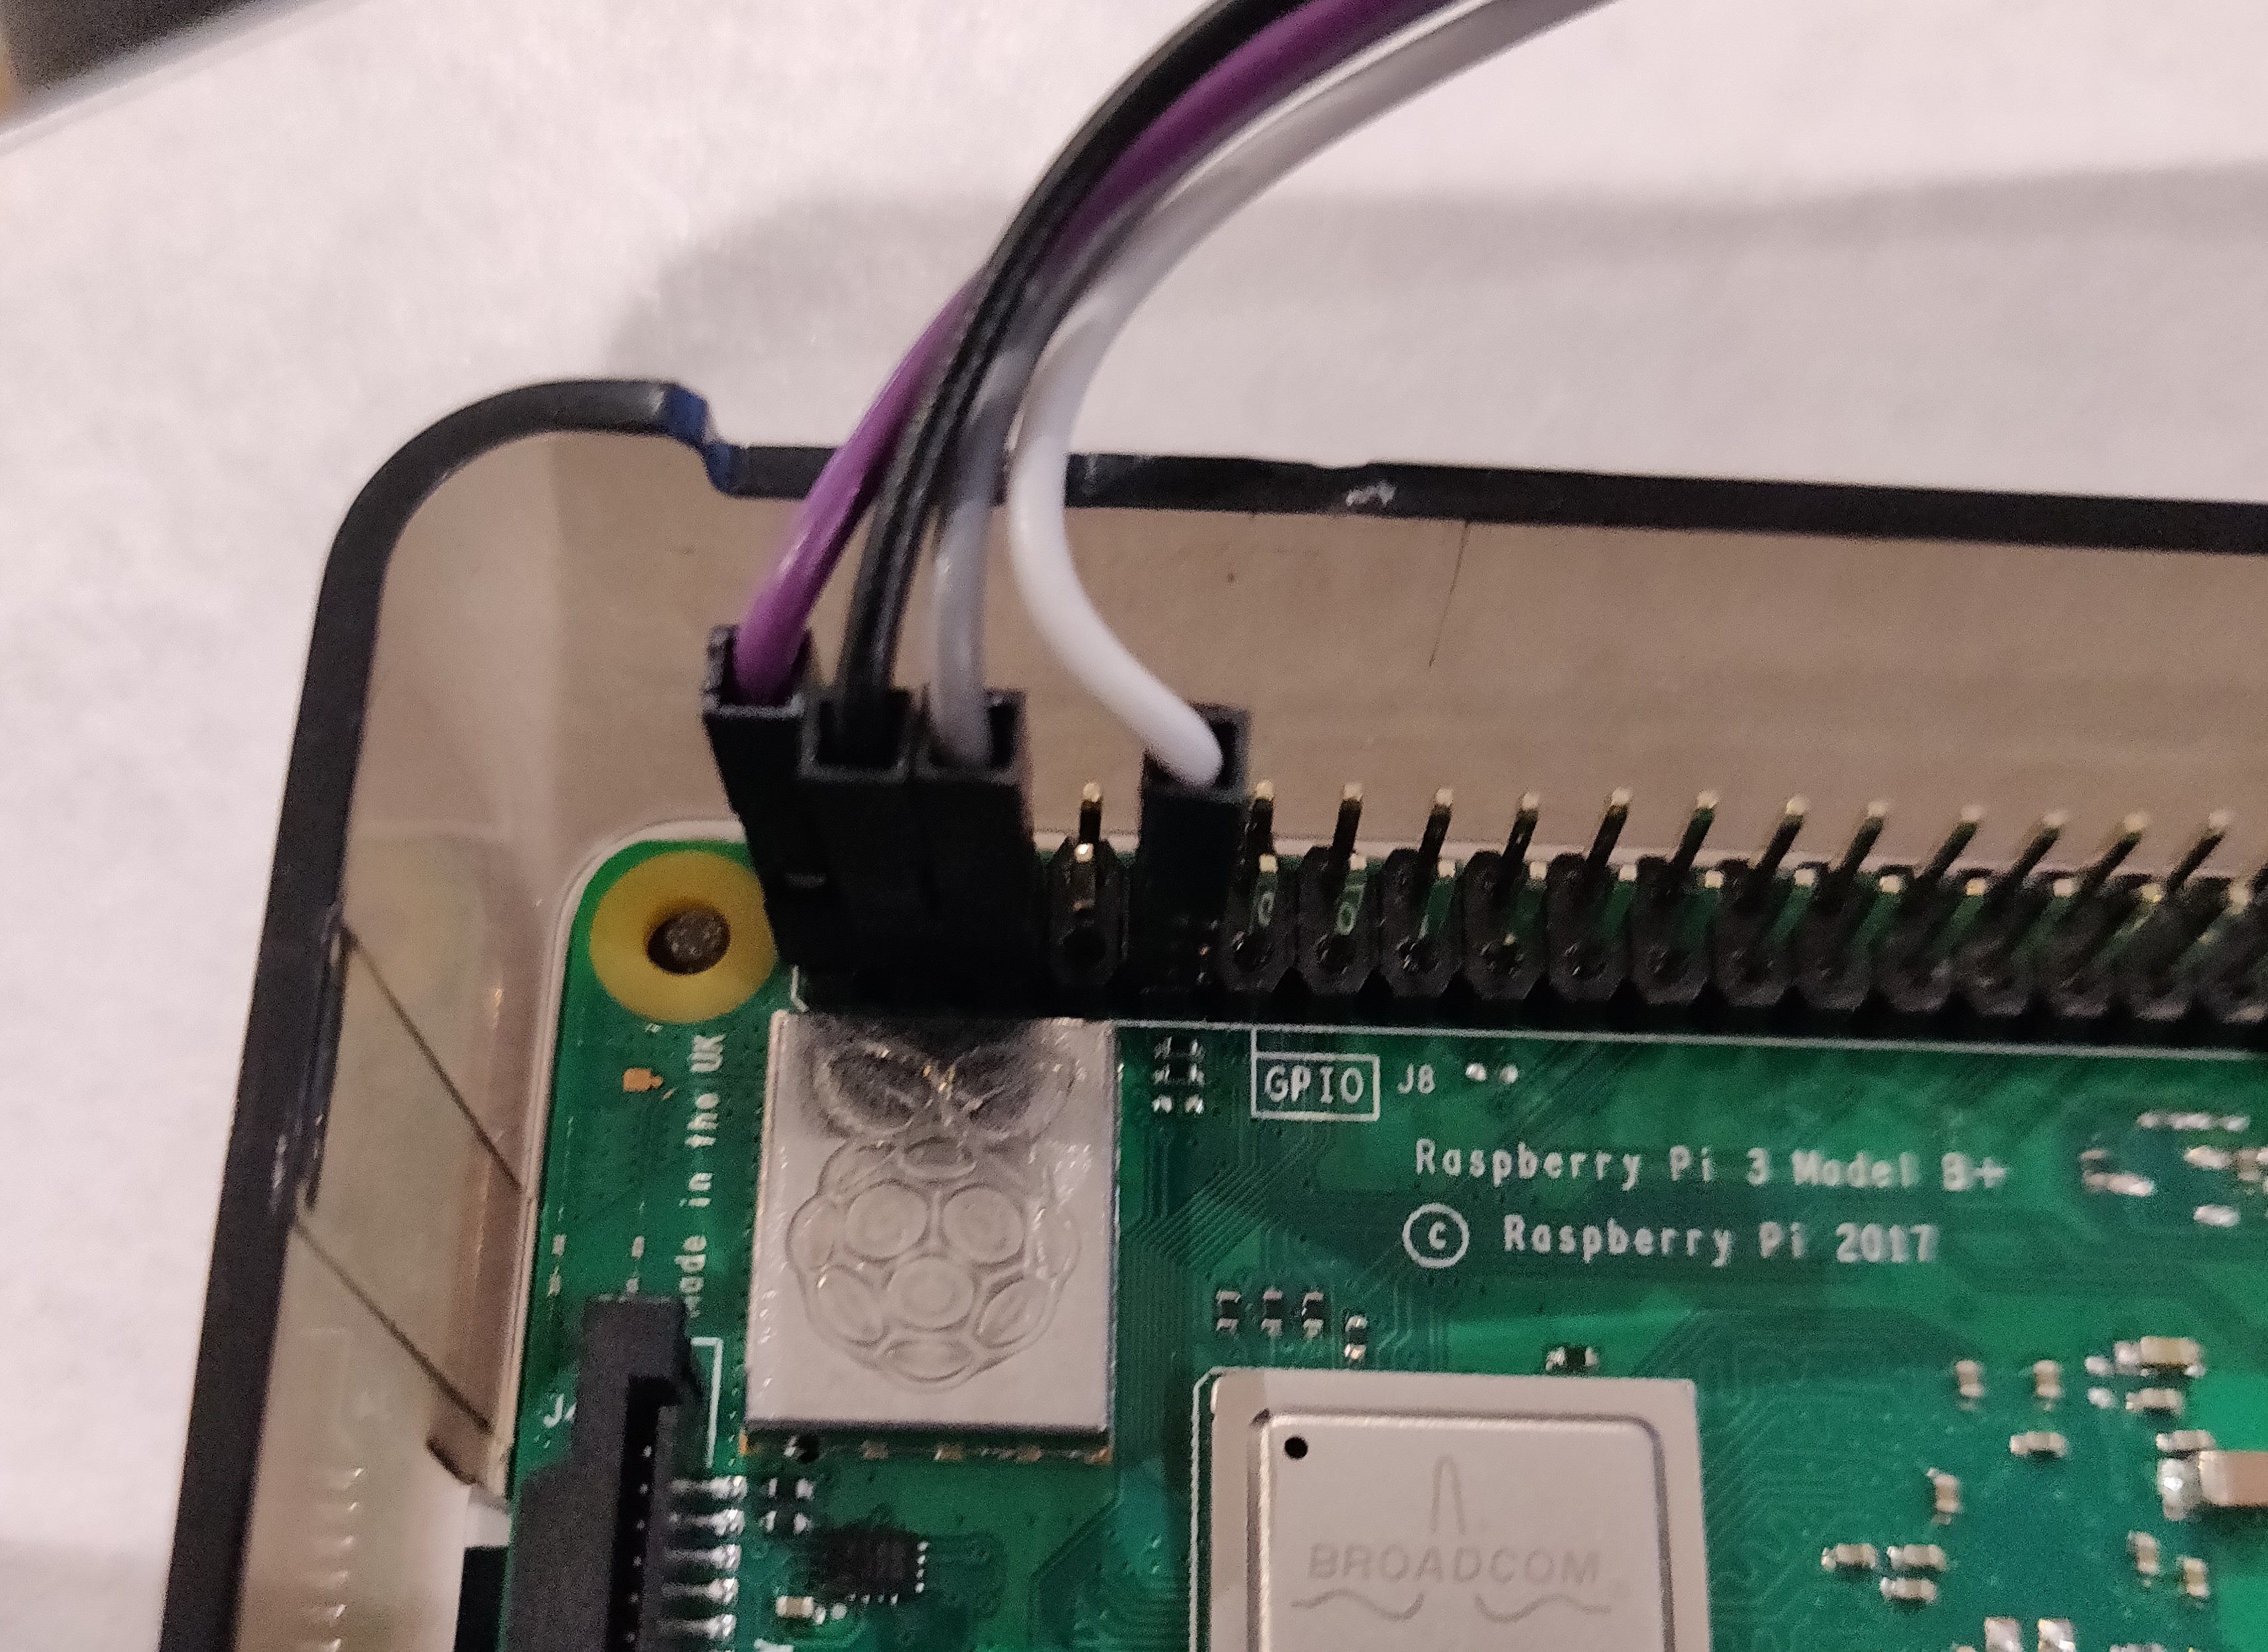 Made in the UK
GPIO J8
Raspberry Pi 3 Model B+
© Raspberry Pi 2017
BROADCOM